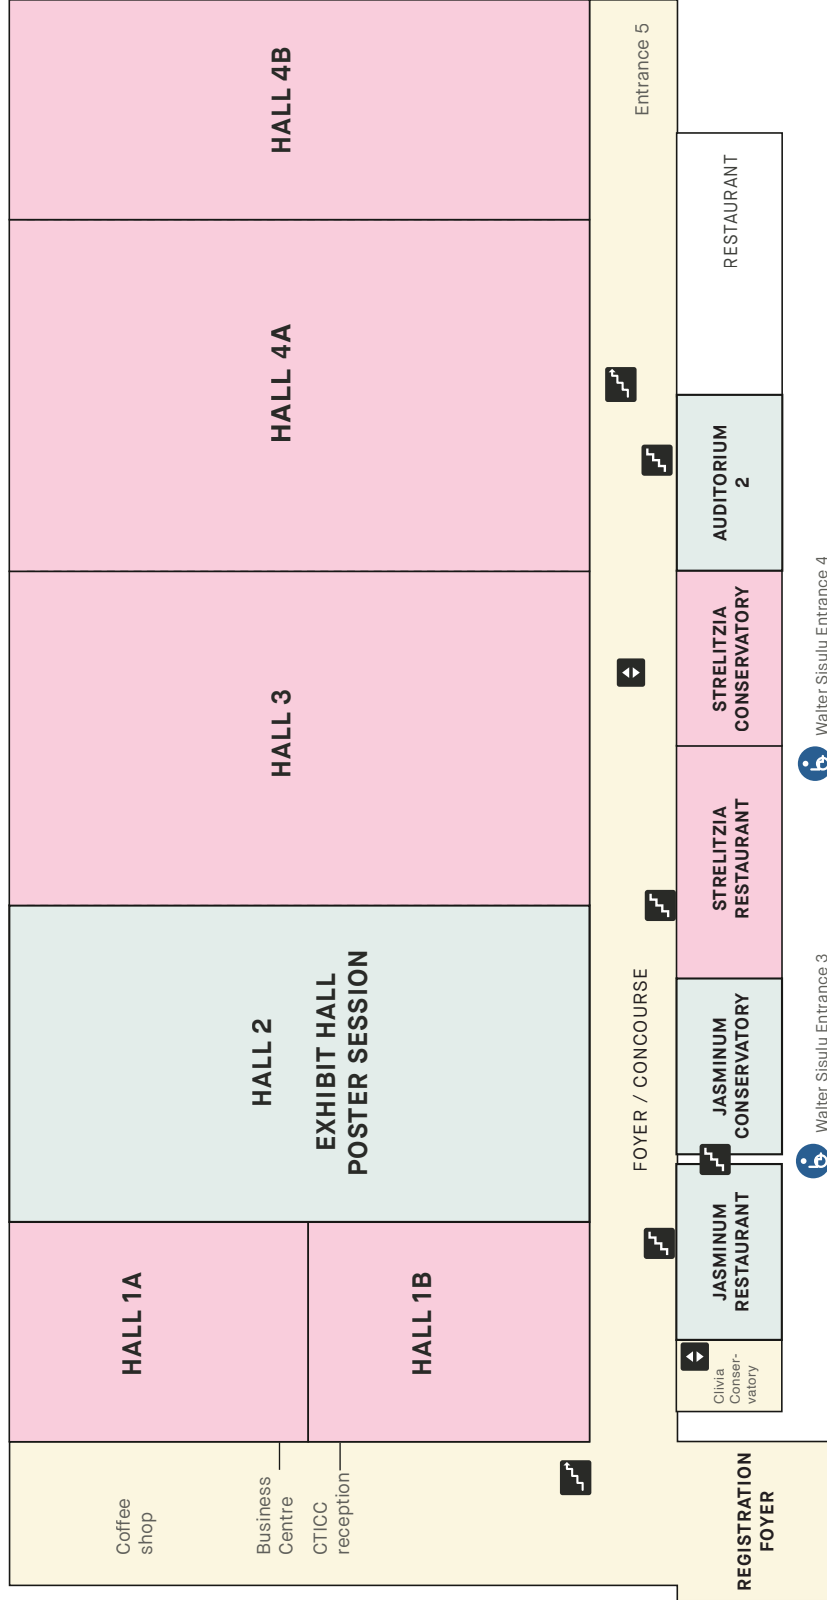 Coffee
shop
Business
Centre
CTICC
reception
HALL 1A
HALL 1B
HALL 2
EXHIBIT HALL
POSTER SESSION
HALL 3
HALL 4A
HALL 4B
FOYER / CONCOURSE
Entrance 5
REGISTRATION
FOYER
Clivia
Conser-
vatory
JASMINUM
RESTAURANT
JASMINUM
CONSERVATORY
STRELITZIA
RESTAURANT
STRELITZIA
CONSERVATORY
AUDITORIUM
2
RESTAURANT
Walter Sisulu Entrance 3
Walter Sisulu Entrance 4